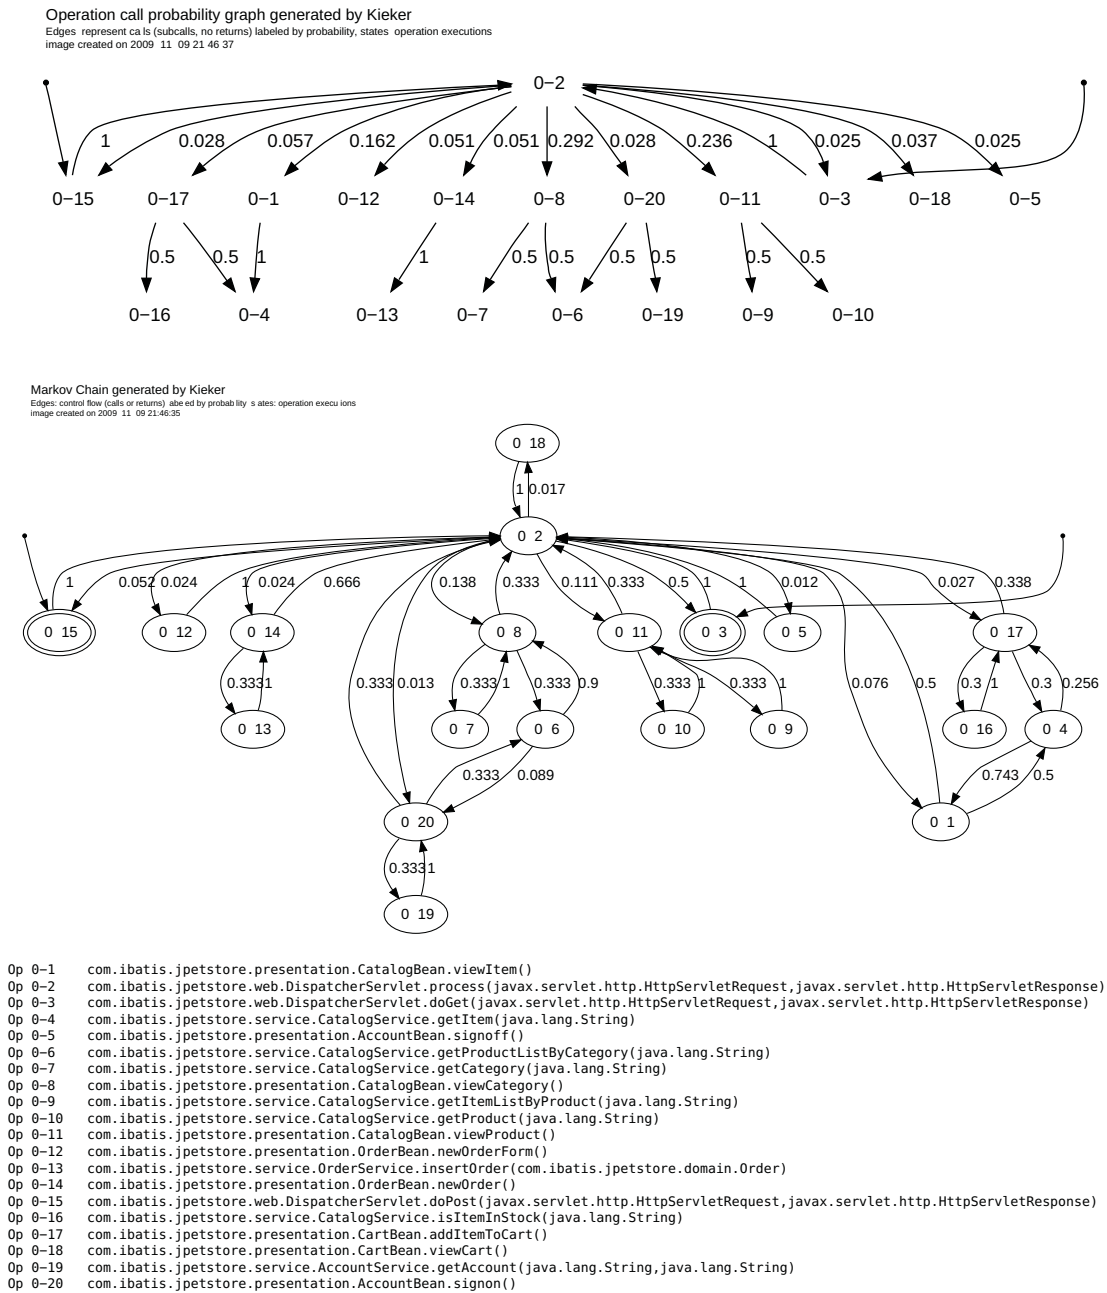 Operation call probability graph generated by Kieker
Edges represent ca ls (subcalls, no returns) labeled by probability, states operation executions
image created on 2009 11 09 21 46 37
0−2
1 0.028 0.057 0.162 0.051 0.051 0.292 0.028 0.236 1 0.025 0.037 0.025
0−15 0−17 0−1 0−12 0−14 0−8 0−20 0−11 0−3 0−18 0−5
0.5 0.5 1 1 0.5 0.5 0.5 0.5 0.5 0.5
0−16 0−4 0−13 0−7 0−6 0−19 0−9 0−10
Markov Chain generated by Kieker
Edges: control flow (calls or returns) abe ed by probab lity s ates: operation execu ions
image created on 2009 11 09 21:46:35
0 18
1 0.017
0 2
1 0.052 0.024 1 0.024 0.666 0.138 0.333 0.111 0.333 0.5 1 1 0.012 0.027 0.338
0 15 0 12 0 14 0 8 0 11 0 3 0 5 0 17
0.333 1 0.333 0.013 0.333 1 0.333 0.9 0.333 1 0.333 1 0.076 0.5 0.3 1 0.3 0.256
0 13 0 7 0 6 0 10 0 9 0 16 0 4
0.333 0.089 0.743 0.5
0 20 0 1
0.333 1
0 19
Op 0−1 com.ibatis.jpetstore.presentation.CatalogBean.viewItem()
Op 0−2 com.ibatis.jpetstore.web.DispatcherServlet.process(javax.servlet.http.HttpServletRequest,javax.servlet.http.HttpServletResponse)
Op 0−3 com.ibatis.jpetstore.web.DispatcherServlet.doGet(javax.servlet.http.HttpServletRequest,javax.servlet.http.HttpServletResponse)
Op 0−4 com.ibatis.jpetstore.service.CatalogService.getItem(java.lang.String)
Op 0−5 com.ibatis.jpetstore.presentation.AccountBean.signoff()
Op 0−6 com.ibatis.jpetstore.service.CatalogService.getProductListByCategory(java.lang.String)
Op 0−7 com.ibatis.jpetstore.service.CatalogService.getCategory(java.lang.String)
Op 0−8 com.ibatis.jpetstore.presentation.CatalogBean.viewCategory()
Op 0−9 com.ibatis.jpetstore.service.CatalogService.getItemListByProduct(java.lang.String)
Op 0−10 com.ibatis.jpetstore.service.CatalogService.getProduct(java.lang.String)
Op 0−11 com.ibatis.jpetstore.presentation.CatalogBean.viewProduct()
Op 0−12 com.ibatis.jpetstore.presentation.OrderBean.newOrderForm()
Op 0−13 com.ibatis.jpetstore.service.OrderService.insertOrder(com.ibatis.jpetstore.domain.Order)
Op 0−14 com.ibatis.jpetstore.presentation.OrderBean.newOrder()
Op 0−15 com.ibatis.jpetstore.web.DispatcherServlet.doPost(javax.servlet.http.HttpServletRequest,javax.servlet.http.HttpServletResponse)
Op 0−16 com.ibatis.jpetstore.service.CatalogService.isItemInStock(java.lang.String)
Op 0−17 com.ibatis.jpetstore.presentation.CartBean.addItemToCart()
Op 0−18 com.ibatis.jpetstore.presentation.CartBean.viewCart()
Op 0−19 com.ibatis.jpetstore.service.AccountService.getAccount(java.lang.String,java.lang.String)
Op 0−20 com.ibatis.jpetstore.presentation.AccountBean.signon()